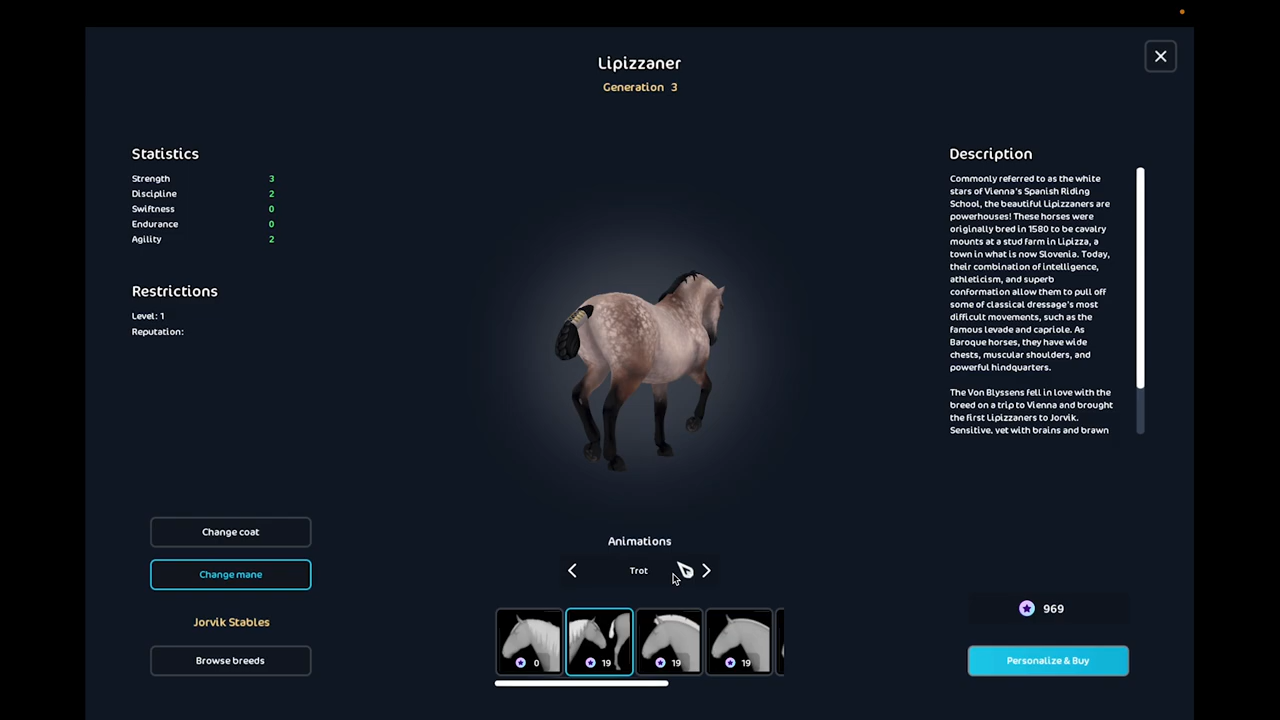 Lipizzaner
Generation 3
Statistics
Strength 3
Discipline 2
Swiftness 0
Endurance 0
Agility 2
Restrictions
Level: 1
Reputation:
Description
Commonly referred to as the white
stars of Vienna's Spanish Riding
School, the beautiful Lipizzaners are
powerhouses! These horses were
originally bred in 1580 to be cavalry
mounts at a stud farm in Lipizza, a
town in what is now Slovenia. Today,
their combination of intelligence,
athleticism, and superb
conformation allow them to pull off
some of classical dressage's most
difficult movements, such as the
famous levade and capriole. As
Baroque horses, they have wide
chests, muscular shoulders, and
powerful hindquarters.
The Von Blyssens fell in love with the
breed on a trip to Vienna and brought
the first Lipizzaners to Jorvik.
Sensitive, yet with brains and brawn
Change coat
Change mane
Jorvik Stables
Browse breeds
Animations
Trot
0
19
19
19
969
Personalize & Buy